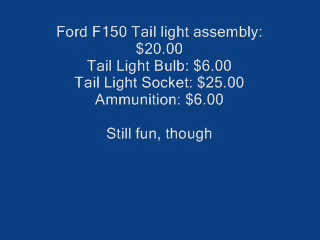 Ford F150 Tail light assembly:
$20.00
Tail Light Bulb: $6.00
Tail Light Socket: $25.00
Ammunition: $6.00
Still fun, though